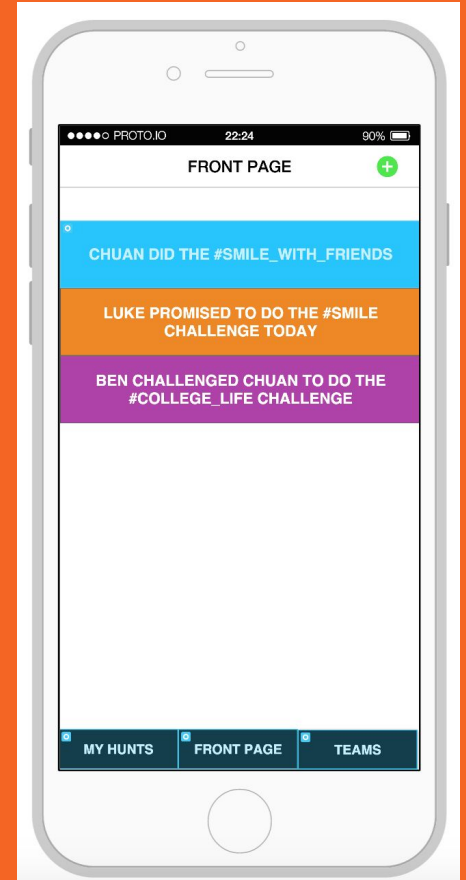 PROTO.IO 22:24 90%
FRONT PAGE
CHUAN DID THE #SMILE_WITH_FRIENDS
LUKE PROMISED TO DO THE #SMILE
CHALLENGE TODAY
BEN CHALLENGED CHUAN TO DO THE
#COLLEGE_LIFE CHALLENGE
MY HUNTS FRONT PAGE TEAMS